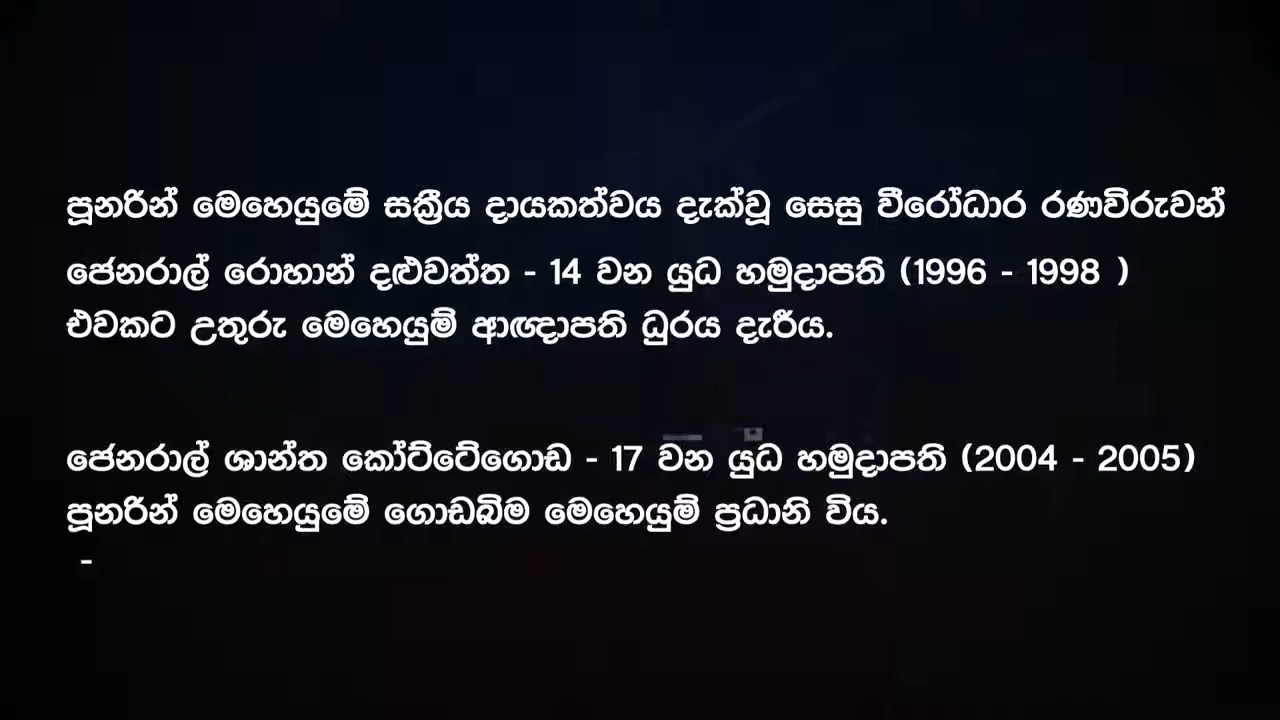 පූනරින් මෙහෙයුමේ සක්‍රීය දායකත්වය දැක්වූ සෙසු වීරෝධාර රණවිරුවන්
ජෙනරාල් රොහාන් දළුවත්ත - 14 වන යුධ හමුදාපති (1996 - 1998 )
එවකට උතුරු මෙහෙයුම් ආඥාපති ධුරය දැරීය.
ජෙනරාල් ශාන්ත කෝට්ටේගොඩ - 17 වන යුධ හමුදාපති (2004 - 2005)
පූනරින් මෙහෙයුමේ ගොඩබිම මෙහෙයුම් ප්‍රධානි විය.
-